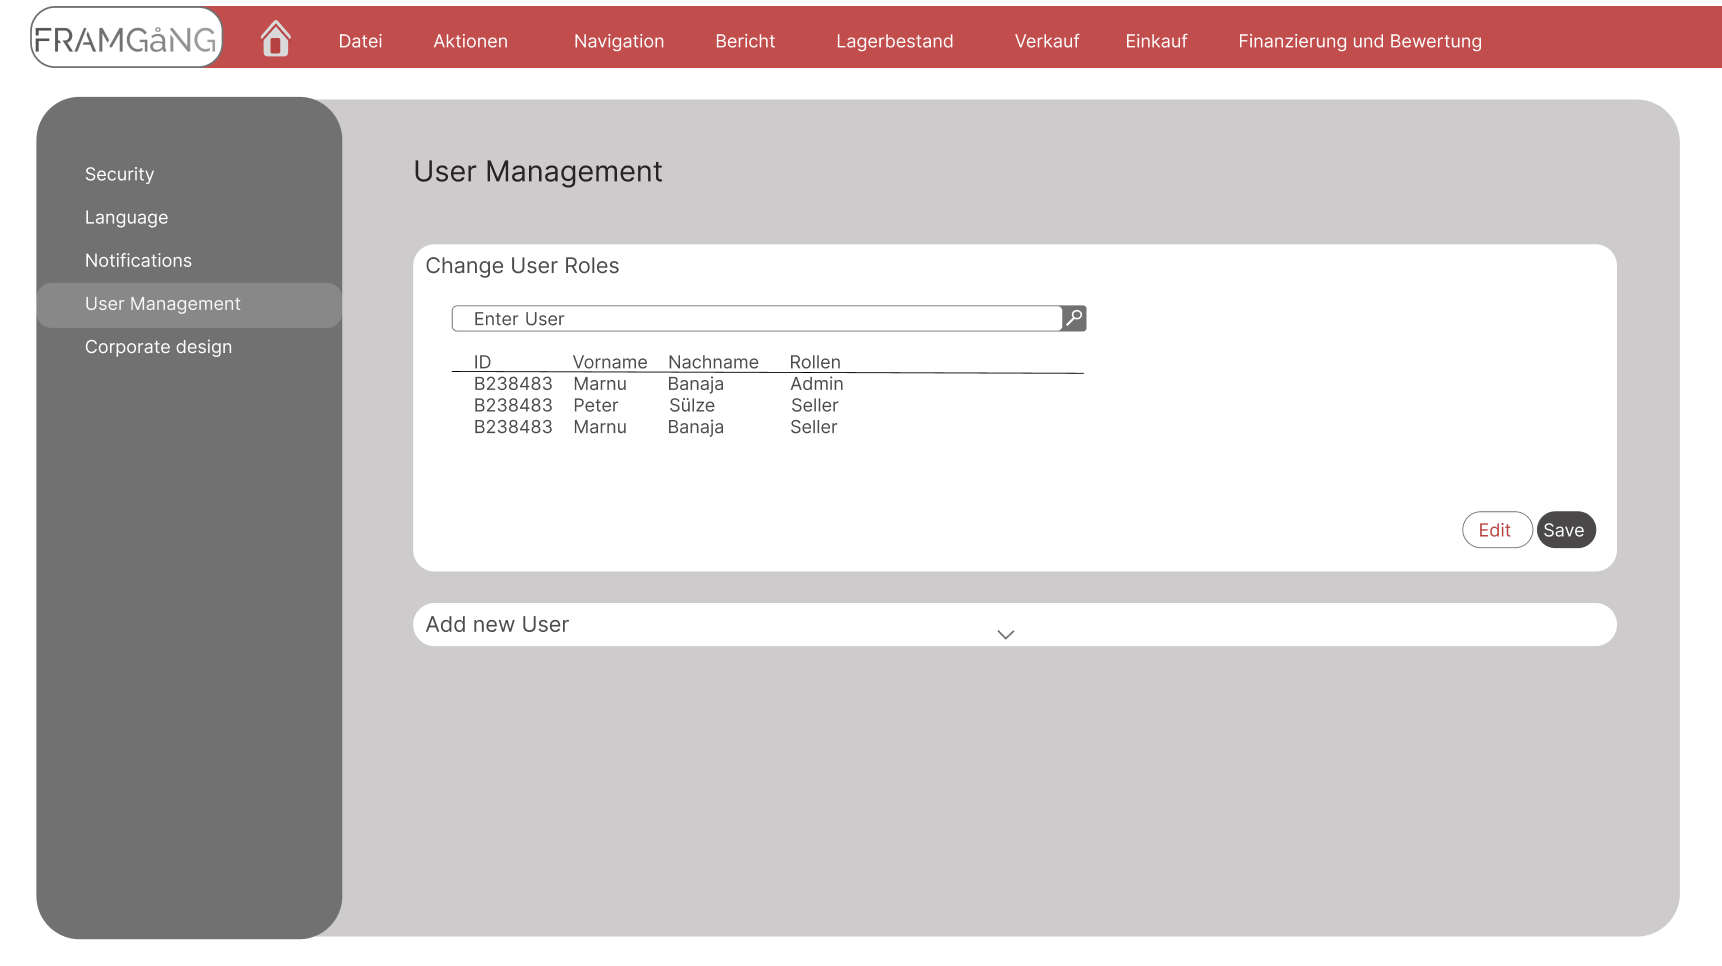 FRAMGåNG Datei Aktionen Navigation Bericht Lagerbestand Verkauf Einkauf Finanzierung und Bewertung
Security
Language
Notifications
User Management
Corporate design
User Management
Change User Roles
Enter User
ID Vorname Nachname Rollen
B238483 Marnu Banaja Admin
B238483 Peter Sülze Seller
B238483 Marnu Banaja Seller
Edit Save
Add new User